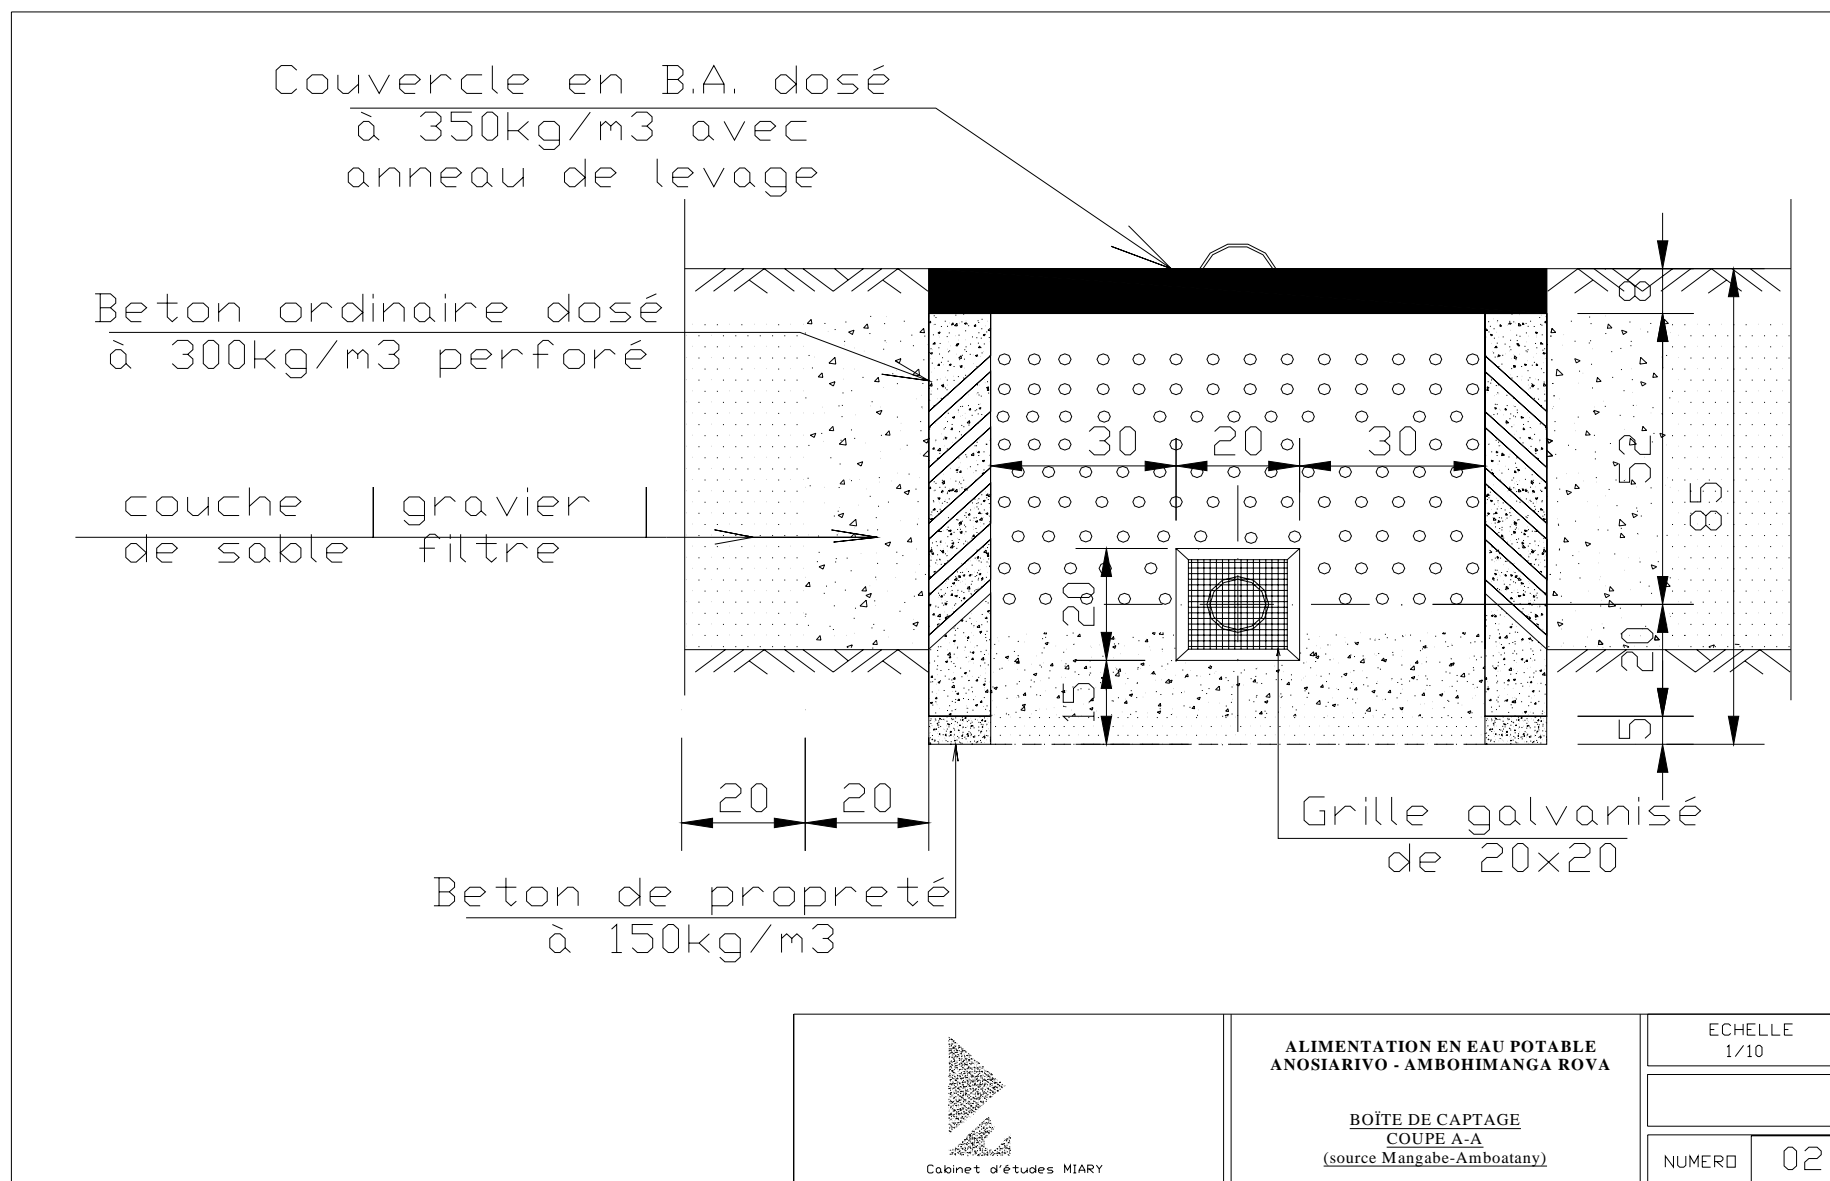 Couvercle en B.A. dosé
à 350kg/m3 avec
anneau de levage
Beton ordinaire dosé
à 300kg/m3 perforé
couche
de sable
gravier
filtre
8
30
20
30
52
85
20
15
20
5
20
20
Grille galvanisé
de 20x20
Beton de propreté
à 150kg/m3
Cabinet d'études MIARY
ALIMENTATION EN EAU POTABLE
ANOSIARIVO - AMBOHIMANGA ROVA
BOÏTE DE CAPTAGE
COUPE A-A
(source Mangabe-Amboatany)
ECHELLE
1/10
NUMERO
02